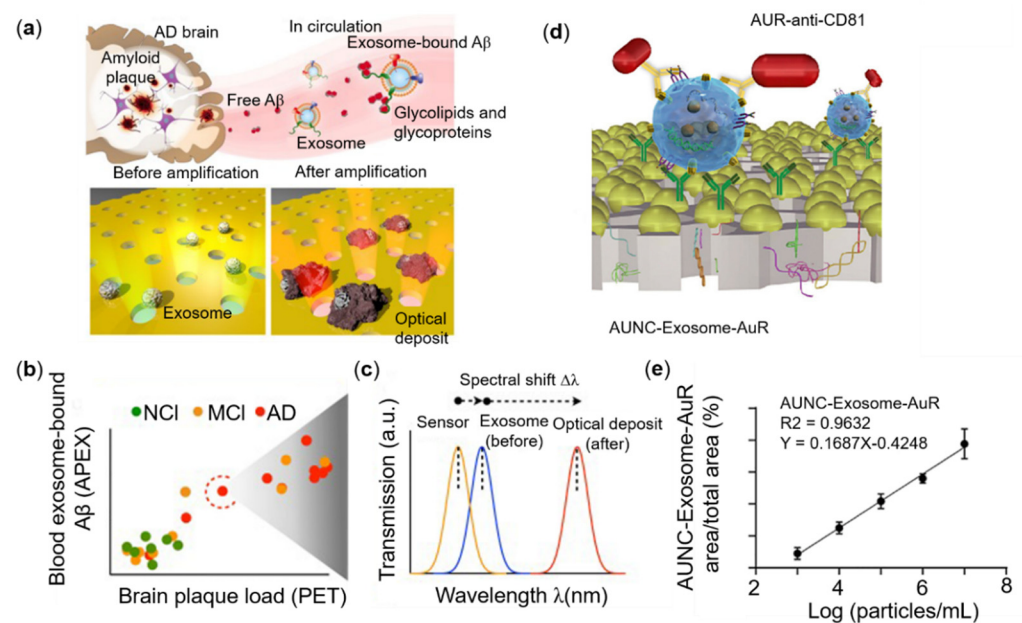 (a)
AD brain
Amyloid
plaque
In circulation
Exosome-bound Aβ
Free Aβ
Exosome
Glycolipids and
glycoproteins
Before amplification
After amplification
Exosome
Optical
deposit
(b)
Blood exosome-bound
Aβ (APEX)
NCI MCI AD
Brain plaque load (PET)
(c)
Transmission (a.u.)
Spectral shift Δλ
Sensor
Exosome
(before)
Optical deposit
(after)
Wavelength λ(nm)
(d)
AUR-anti-CD81
AUNC-Exosome-AuR
(e)
AUNC-Exosome-AuR
area/total area (%)
AUNC-Exosome-AuR
R2 = 0.9632
Y = 0.1687X-0.4248
2 3 4 5 6 7 8
Log (particles/mL)